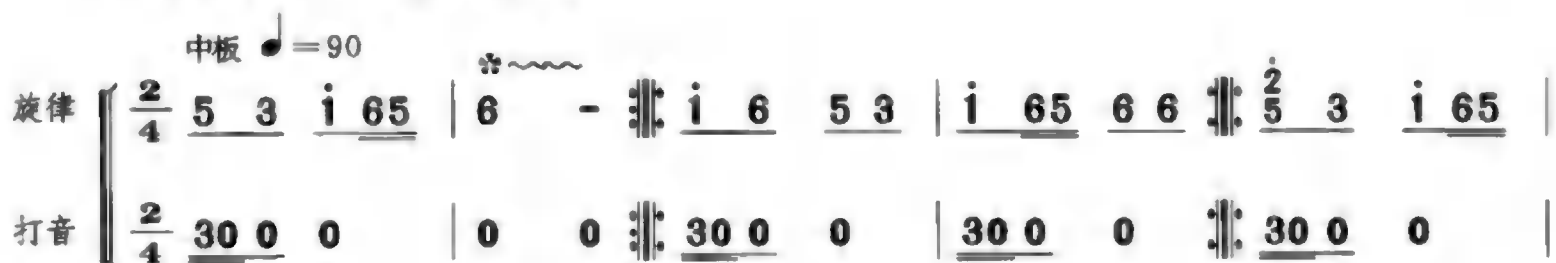 中板 ♩=90
旋律 2/4 5 3 i̇ 65 | 6 - 𝄆 i̇ 6 5 3 | i̇ 65 6 6 𝄇 2̇ 5 3 i̇ 65 |
打音 2/4 30 0 0 | 0 0 𝄆 30 0 0 | 30 0 0 𝄇 30 0 0 |